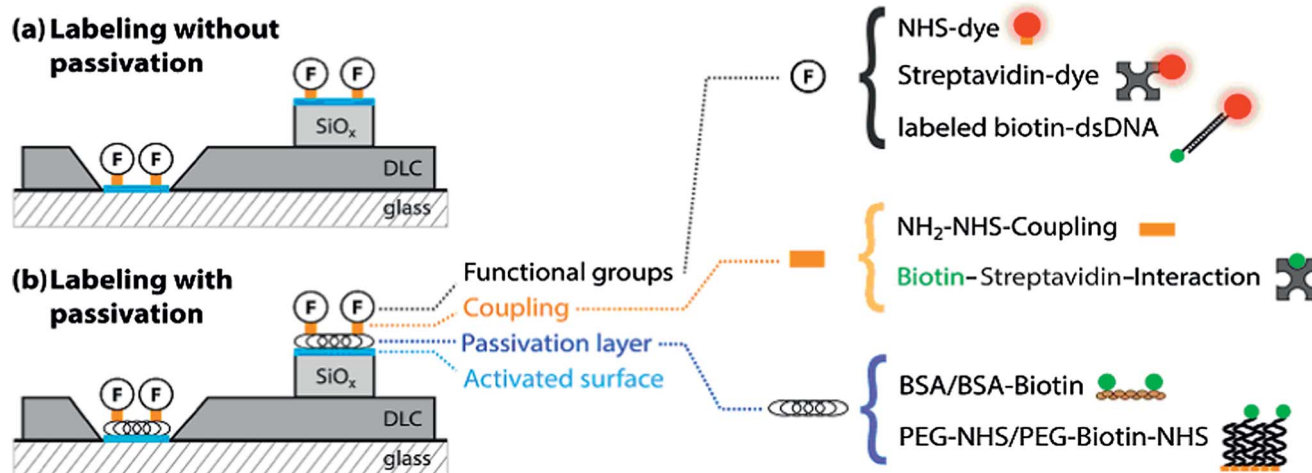 (a) Labeling without
passivation
F F
SiOₓ
F F
DLC
glass
(b) Labeling with
passivation
F F
SiOₓ
F F
DLC
glass
Functional groups
Coupling
Passivation layer
Activated surface
F
NHS-dye
Streptavidin-dye
labeled biotin-dsDNA
NH₂-NHS-Coupling
Biotin–Streptavidin–Interaction
BSA/BSA-Biotin
PEG-NHS/PEG-Biotin-NHS